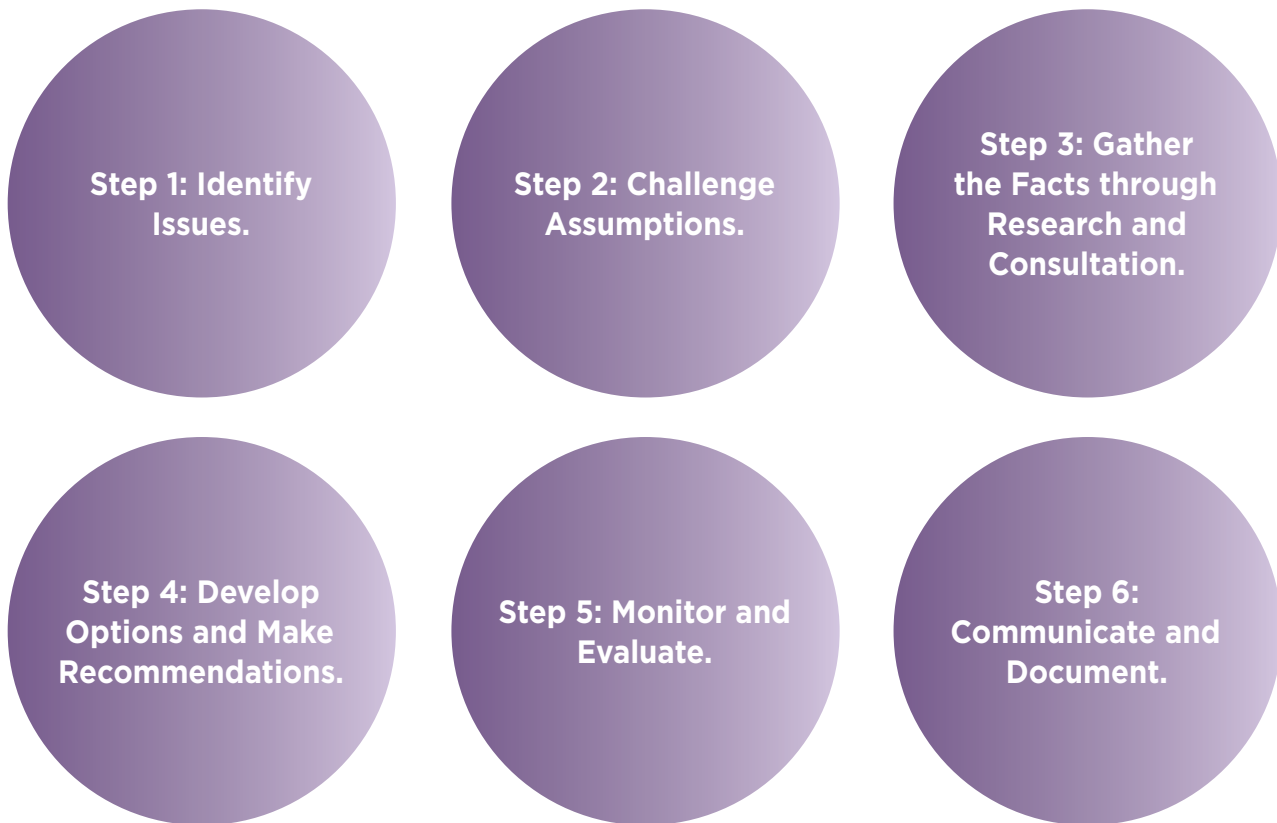 Step 1: Identify
Issues.
Step 2: Challenge
Assumptions.
Step 3: Gather
the Facts through
Research and
Consultation.
Step 4: Develop
Options and Make
Recommendations.
Step 5: Monitor and
Evaluate.
Step 6:
Communicate and
Document.